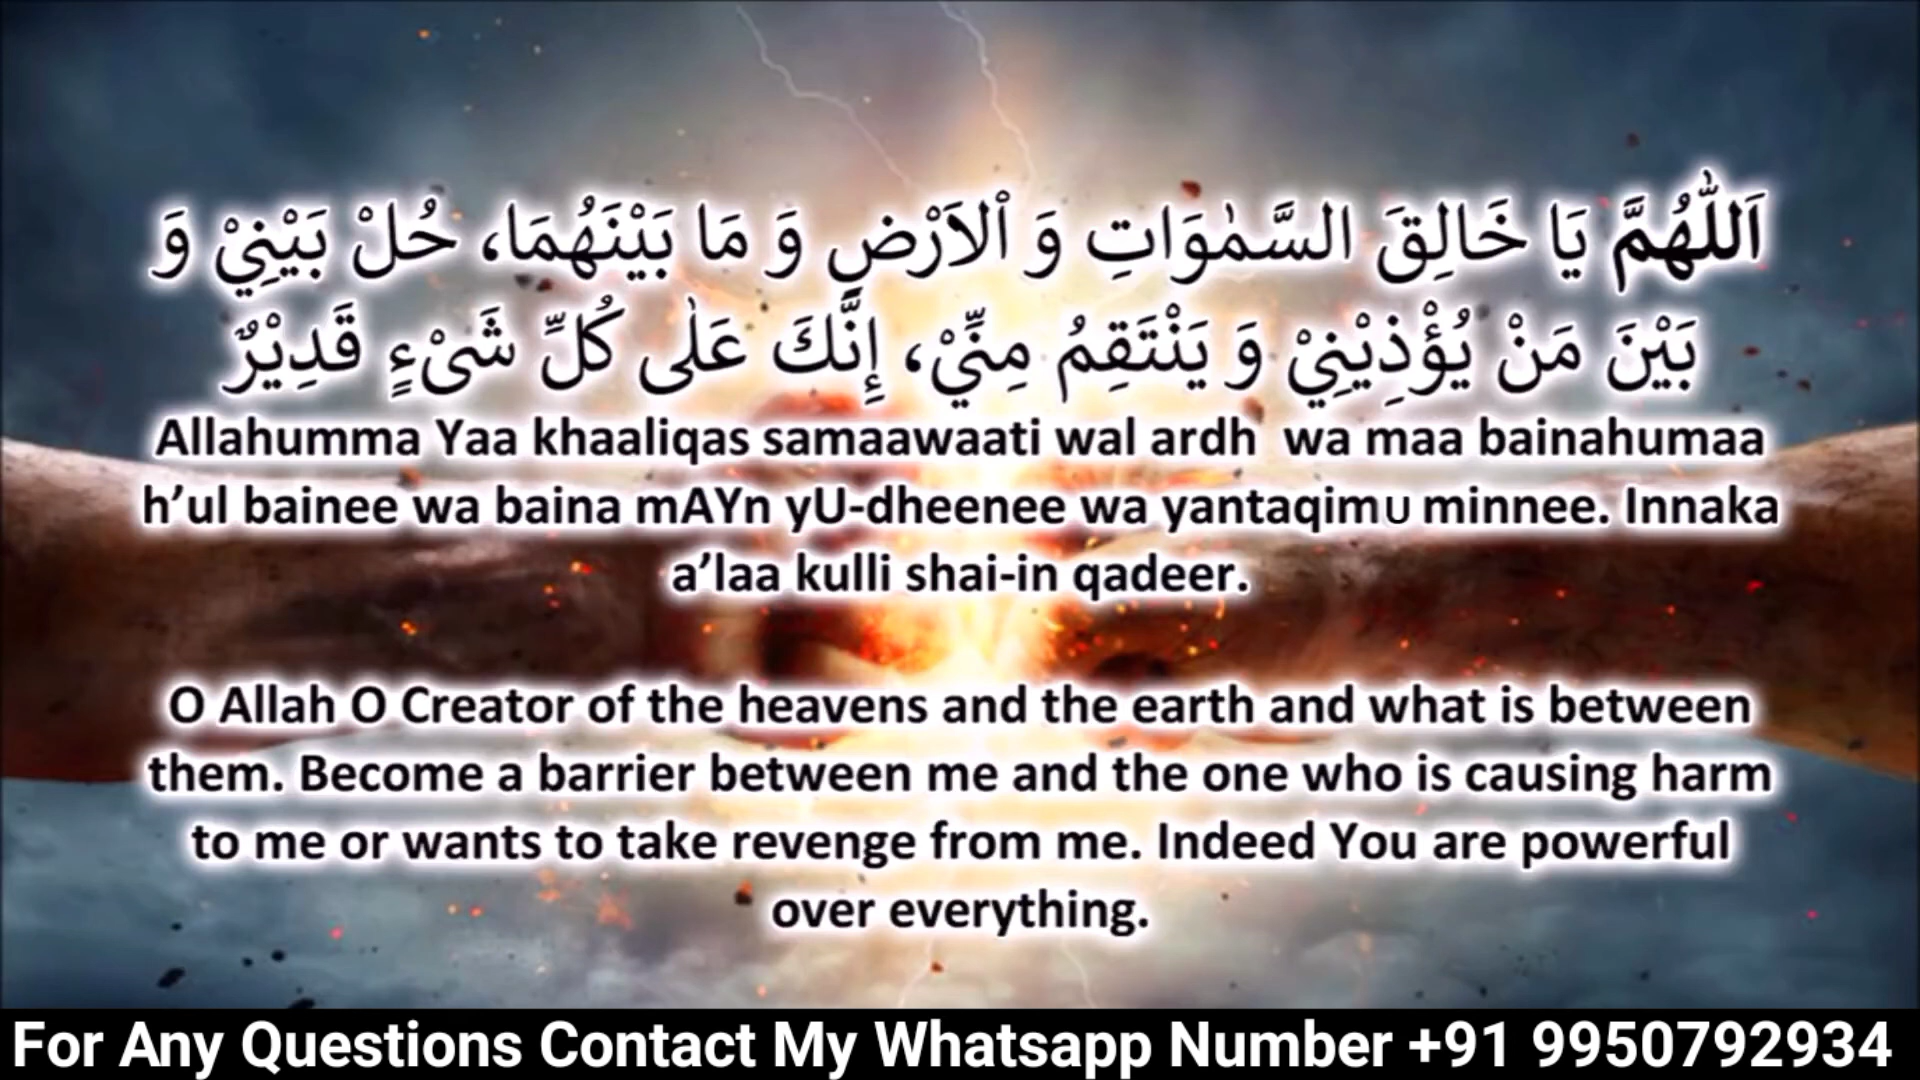 اَللّٰهُمَّ يَا خَالِقَ السَّمٰوَاتِ وَ ٱلاَرْضِ وَ مَا بَيْنَهُمَا، حُلْ بَيْنِيْ وَ
بَيْنَ مَنْ يُؤْذِيْنِيْ وَ يَنْتَقِمُ مِنِّيْ، إِنَّكَ عَلٰى كُلِّ شَىْءٍ قَدِيْرٌ
Allahumma Yaa khaaliqas samaawaati wal ardh wa maa bainahumaa
h’ul bainee wa baina mAYn yU-dheenee wa yantaqimU minnee. Innaka
a’laa kulli shai-in qadeer.
O Allah O Creator of the heavens and the earth and what is between
them. Become a barrier between me and the one who is causing harm
to me or wants to take revenge from me. Indeed You are powerful
over everything.
For Any Questions Contact My Whatsapp Number +91 9950792934